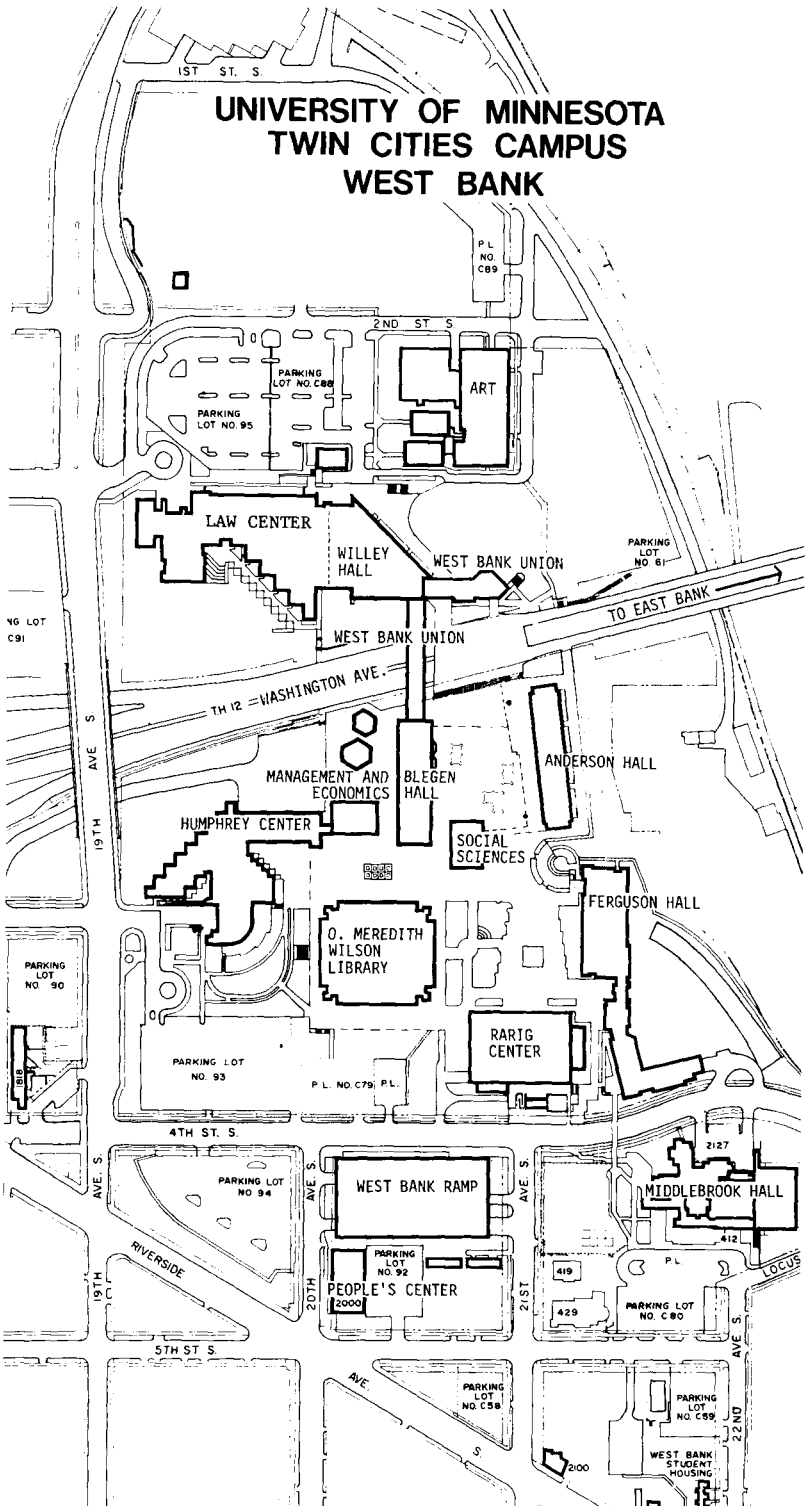 1ST ST. S.
UNIVERSITY OF MINNESOTA
TWIN CITIES CAMPUS
WEST BANK
P L
NO.
C89
2ND ST S
PARKING
LOT NO. C88
ART
PARKING
LOT NO. 95
LAW CENTER
WILLEY
HALL
WEST BANK UNION
PARKING
LOT
NO. 61
TO EAST BANK
NG LOT
C91
WEST BANK UNION
TH 12 - WASHINGTON AVE.
19TH AVE S.
ANDERSON HALL
MANAGEMENT AND
ECONOMICS
BLEGEN
HALL
HUMPHREY CENTER
SOCIAL
SCIENCES
FERGUSON HALL
O. MEREDITH
WILSON
LIBRARY
PARKING
LOT
NO. 90
RARIG
CENTER
1818
PARKING LOT
NO. 93
P L. NO. C79
P.L.
4TH ST. S.
2127
PARKING LOT
NO 94
WEST BANK RAMP
MIDDLEBROOK HALL
412
RIVERSIDE
19TH AVE. S.
20TH AVE. S.
21ST AVE. S.
PARKING
LOT
NO. 92
PEOPLE'S CENTER
2000
419
429
P.L.
LOCUS
PARKING LOT
NO. C80
5TH ST S.
AVE.
S.
PARKING
LOT
NO. C58
22ND AVE S.
PARKING
LOT
NO. C59
WEST BANK
STUDENT
HOUSING
2100